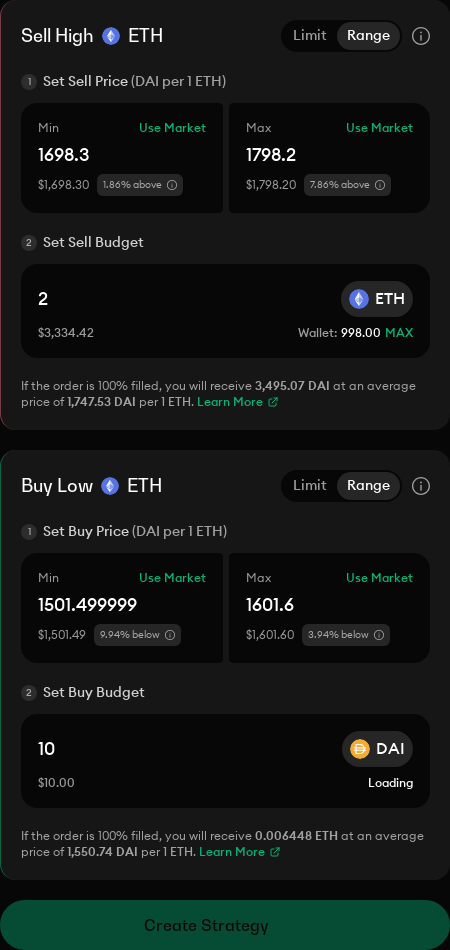 Sell High ETH Limit Range
1 Set Sell Price (DAI per 1 ETH)
Min Use Market Max Use Market
1698.3 1798.2
$1,698.30 1.86% above $1,798.20 7.86% above
2 Set Sell Budget
2 ETH
$3,334.42 Wallet: 998.00 MAX
If the order is 100% filled, you will receive 3,495.07 DAI at an average
price of 1,747.53 DAI per 1 ETH. Learn More
Buy Low ETH Limit Range
1 Set Buy Price (DAI per 1 ETH)
Min Use Market Max Use Market
1501.499999 1601.6
$1,501.49 9.94% below $1,601.60 3.94% below
2 Set Buy Budget
10 DAI
$10.00 Loading
If the order is 100% filled, you will receive 0.006448 ETH at an average
price of 1,550.74 DAI per 1 ETH. Learn More
Create Strategy